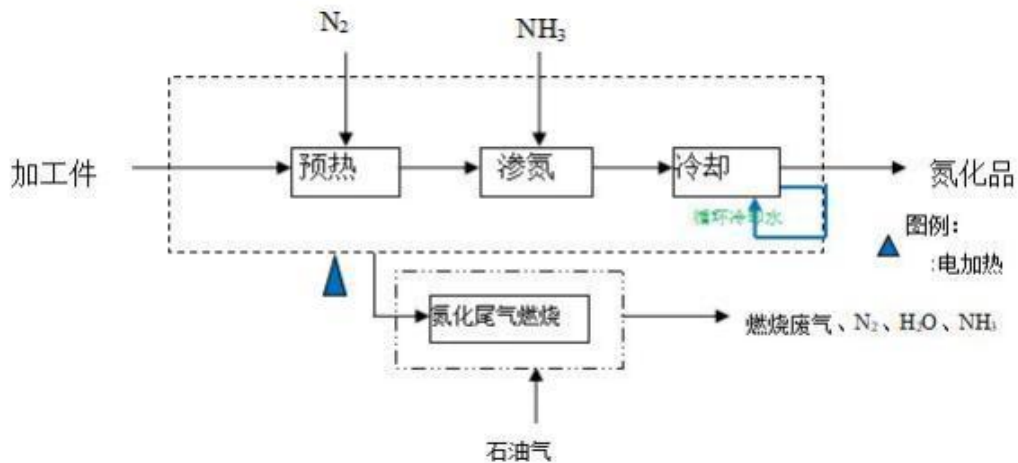 N₂
NH₃
加工件
预热
渗氮
冷却
氮化品
循环冷却水
图例：
:电加热
氮化尾气燃烧
燃烧废气、N₂、H₂O、NH₃
石油气